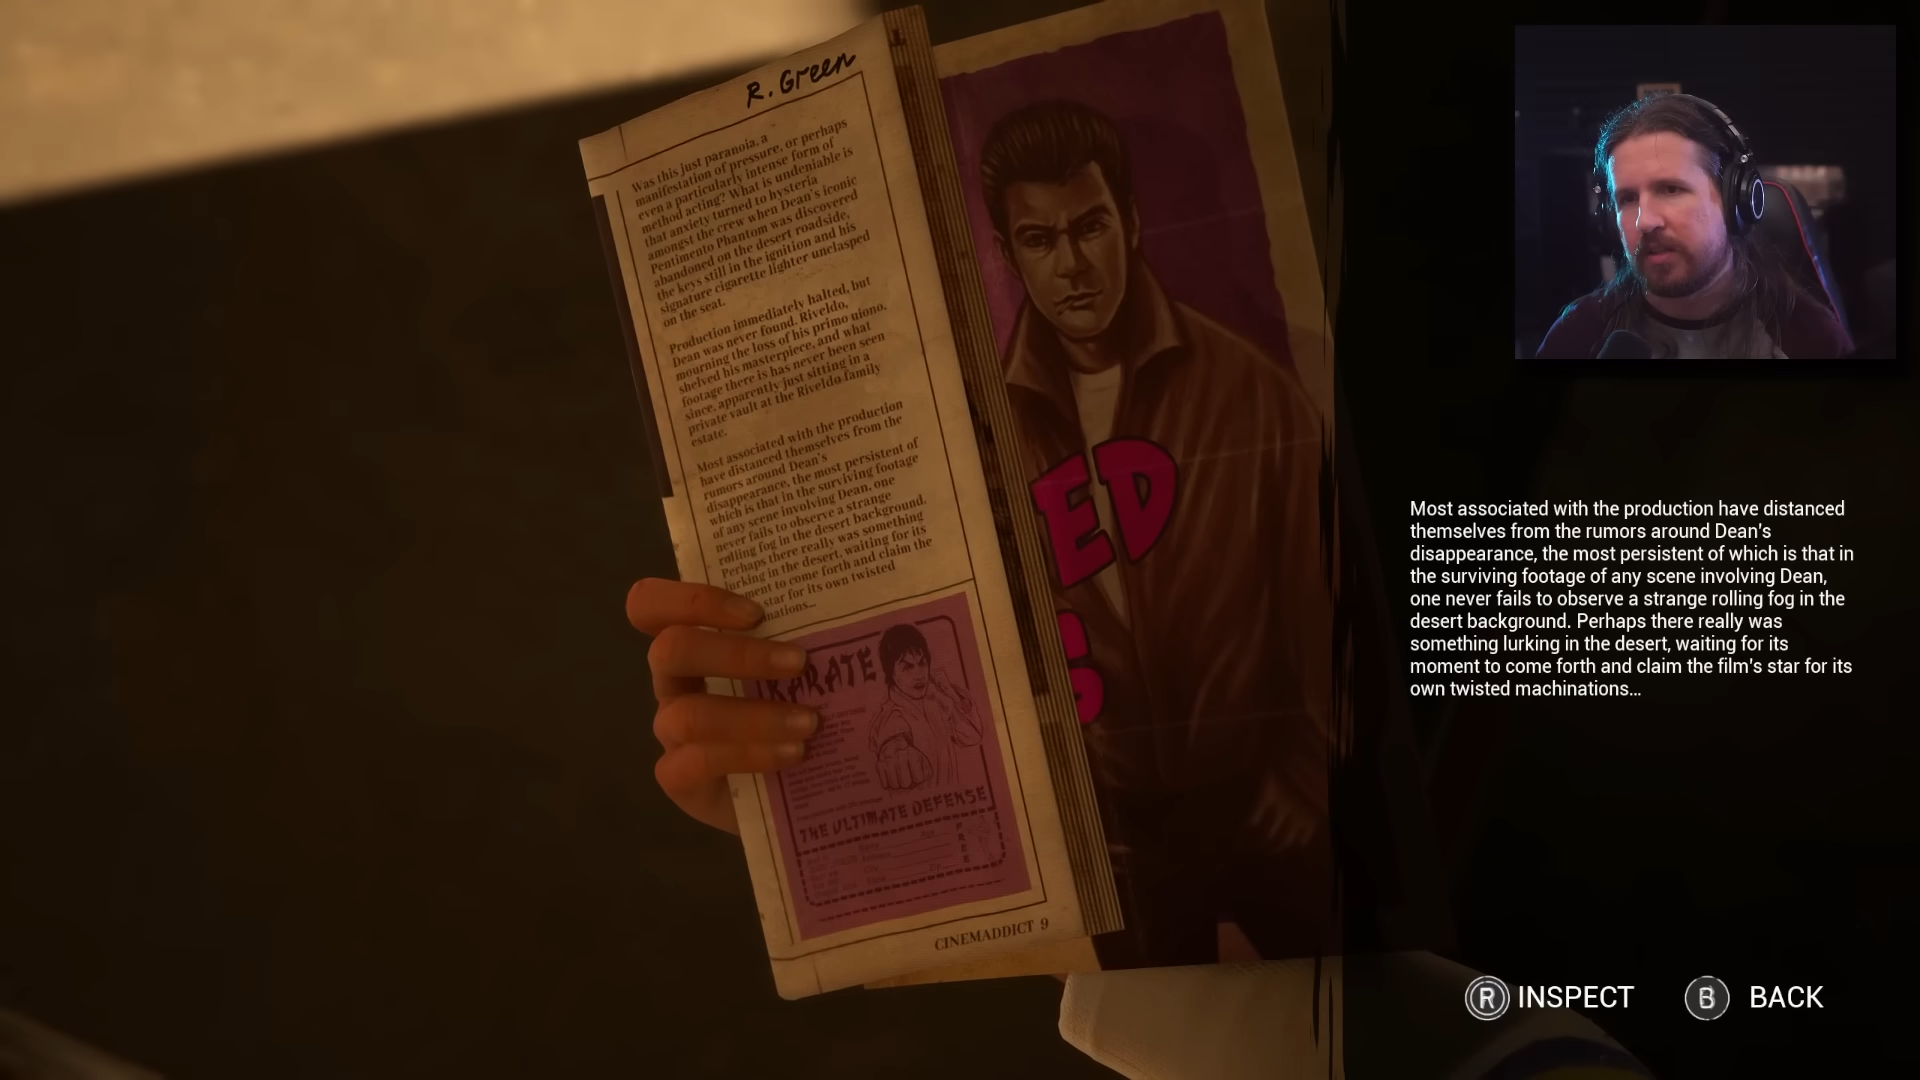 R. Green
Was this just paranoia, a
manifestation of pressure, or perhaps
even a particularly intense form of
method acting? What is undeniable is
that anxiety turned to hysteria
amongst the crew when Dean's iconic
Pentimento Phantom was discovered
abandoned on the desert roadside,
the keys still in the ignition and his
signature cigarette lighter unclasped
on the seat.
Production immediately halted, but
Dean was never found. Riveldo,
mourning the loss of his primo uiono,
shelved his masterpiece, and what
footage there is has never been seen
since, apparently just sitting in a
private vault at the Riveldo family
estate.
Most associated with the production
have distanced themselves from the
rumors around Dean's
disappearance, the most persistent of
which is that in the surviving footage
of any scene involving Dean, one
never fails to observe a strange
rolling fog in the desert background.
Perhaps there really was something
lurking in the desert, waiting for its
ment to come forth and claim the
star for its own twisted
nations...
KARATE
THE ULTIMATE DEFENSE
FREE
CINEMADDICT 9
ED
S
Most associated with the production have distanced
themselves from the rumors around Dean's
disappearance, the most persistent of which is that in
the surviving footage of any scene involving Dean,
one never fails to observe a strange rolling fog in the
desert background. Perhaps there really was
something lurking in the desert, waiting for its
moment to come forth and claim the film's star for its
own twisted machinations...
R INSPECT
B BACK